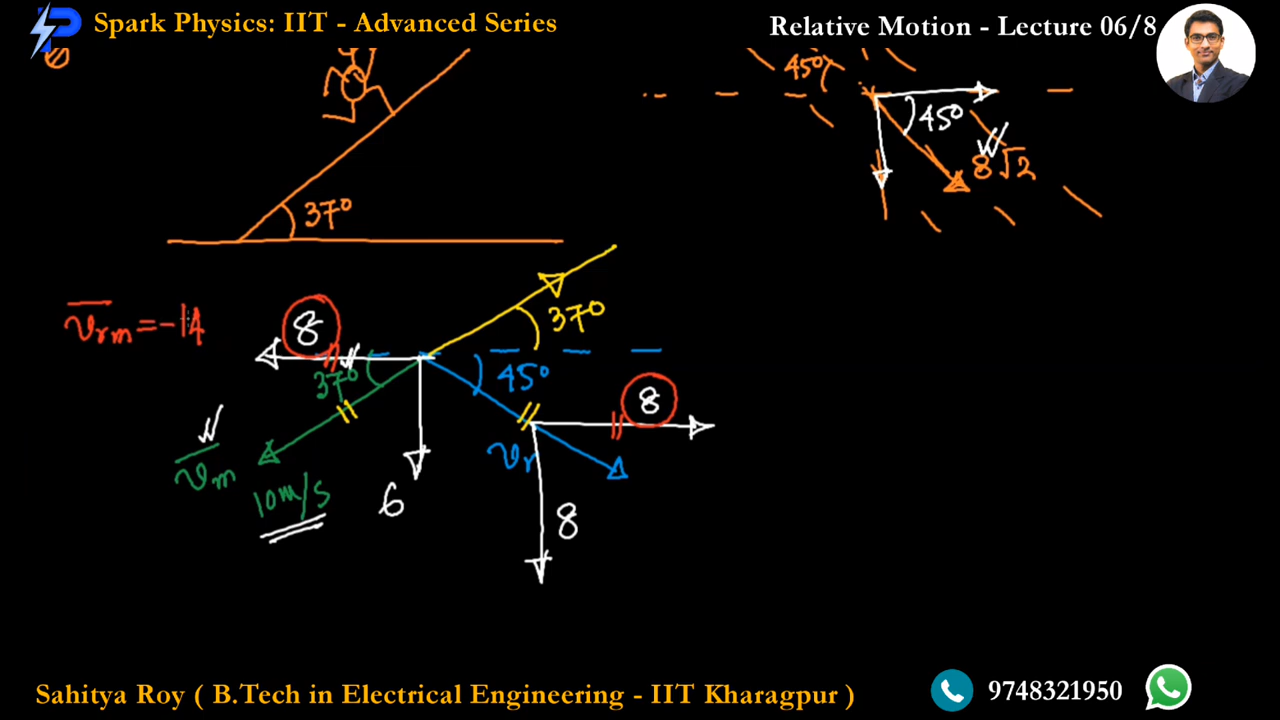 Spark Physics: IIT - Advanced Series
Relative Motion - Lecture 06/8
45°
45°
8√2
37°
v̅rm = -14
8
37°
37°
45°
8
v̅m
10m/s
6
vr
8
Sahitya Roy ( B.Tech in Electrical Engineering - IIT Kharagpur )
9748321950